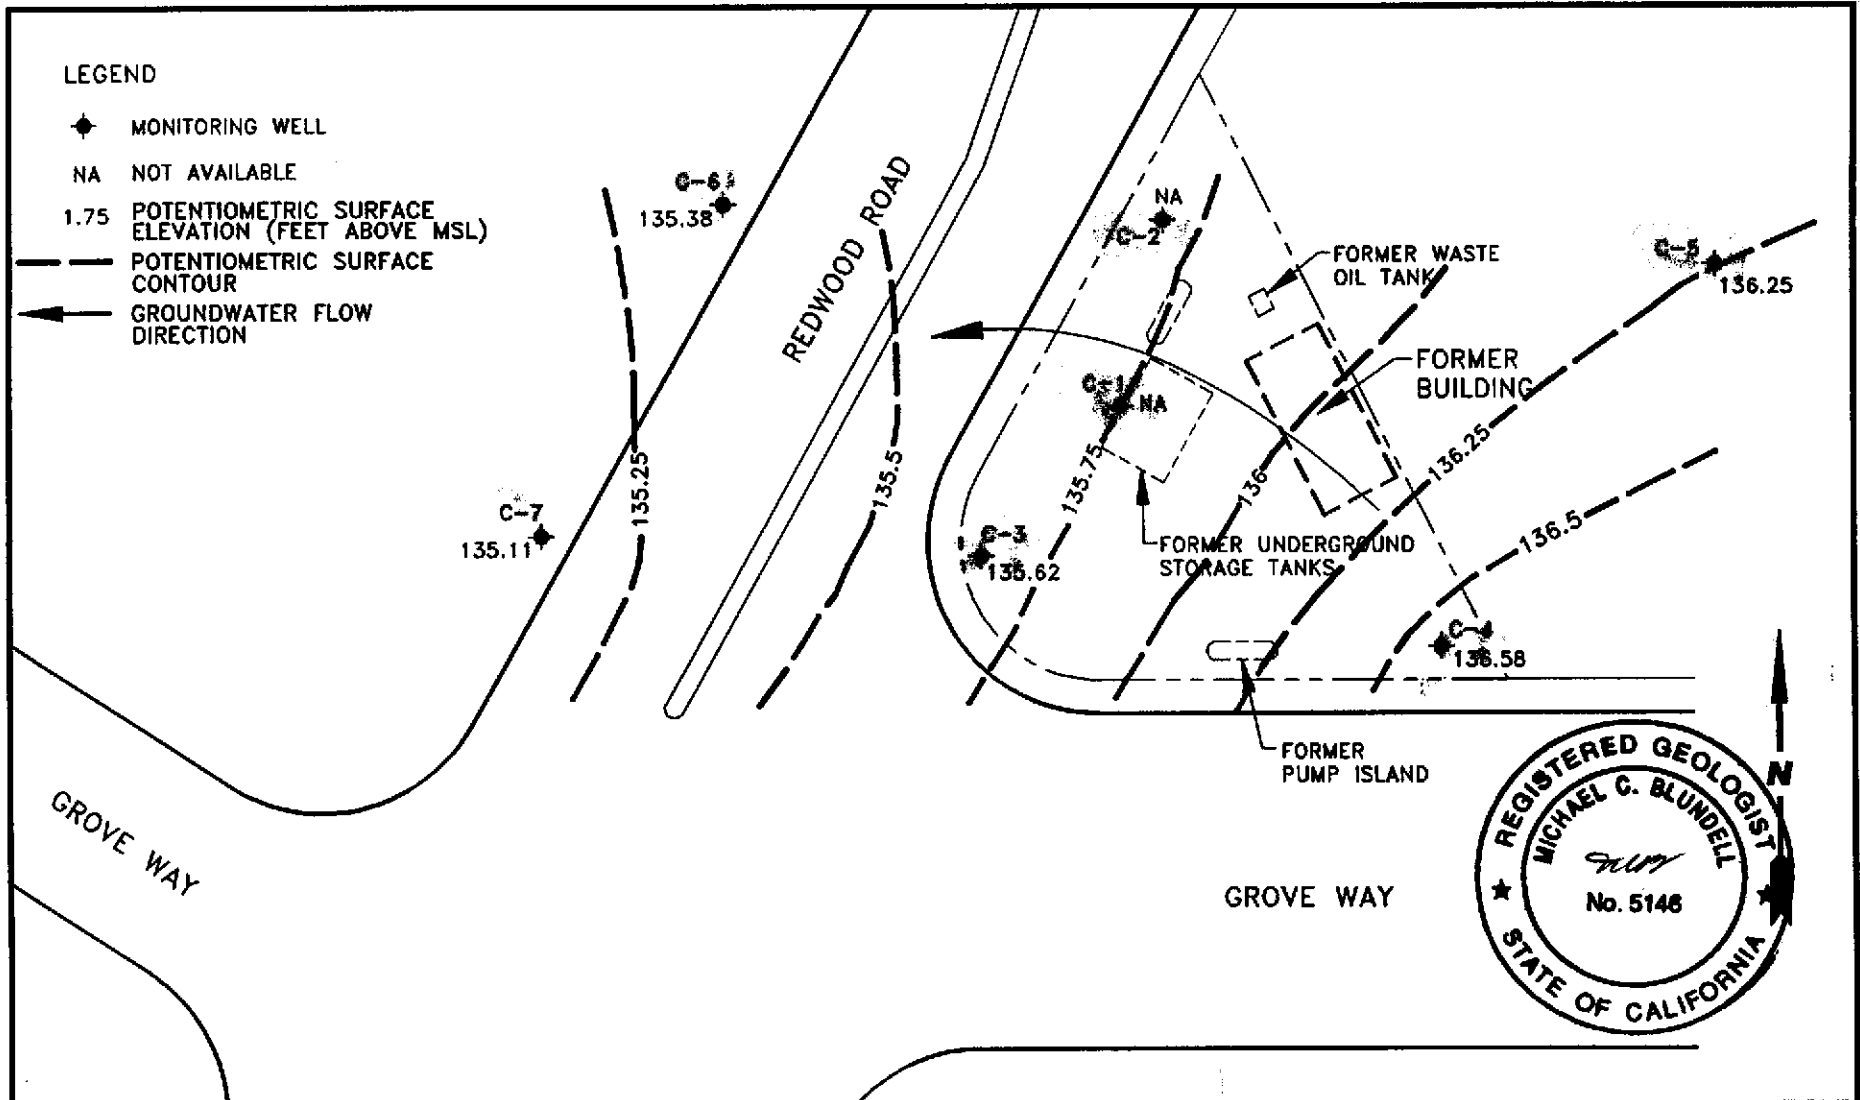 LEGEND
MONITORING WELL
NA NOT AVAILABLE
1.75 POTENTIOMETRIC SURFACE
ELEVATION (FEET ABOVE MSL)
POTENTIOMETRIC SURFACE
CONTOUR
GROUNDWATER FLOW
DIRECTION
C-6
135.38
REDWOOD ROAD
NA
C-2
FORMER WASTE
OIL TANK
C-5
136.25
FORMER
BUILDING
C-1
NA
135.25
135.5
135.75
136
136.25
136.5
C-7
135.11
C-3
135.62
FORMER UNDERGROUND
STORAGE TANKS
C-4
136.58
FORMER
PUMP ISLAND
GROVE WAY
GROVE WAY
N
REGISTERED GEOLOGIST
MICHAEL C. BLUNDELL
No. 5146
STATE OF CALIFORNIA